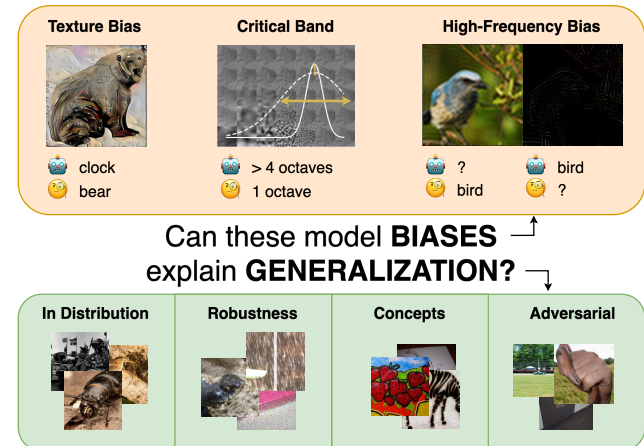 Texture Bias
Critical Band
High-Frequency Bias
clock
bear
> 4 octaves
1 octave
?
bird
bird
?
Can these model BIASES
explain GENERALIZATION?
In Distribution
Robustness
Concepts
Adversarial